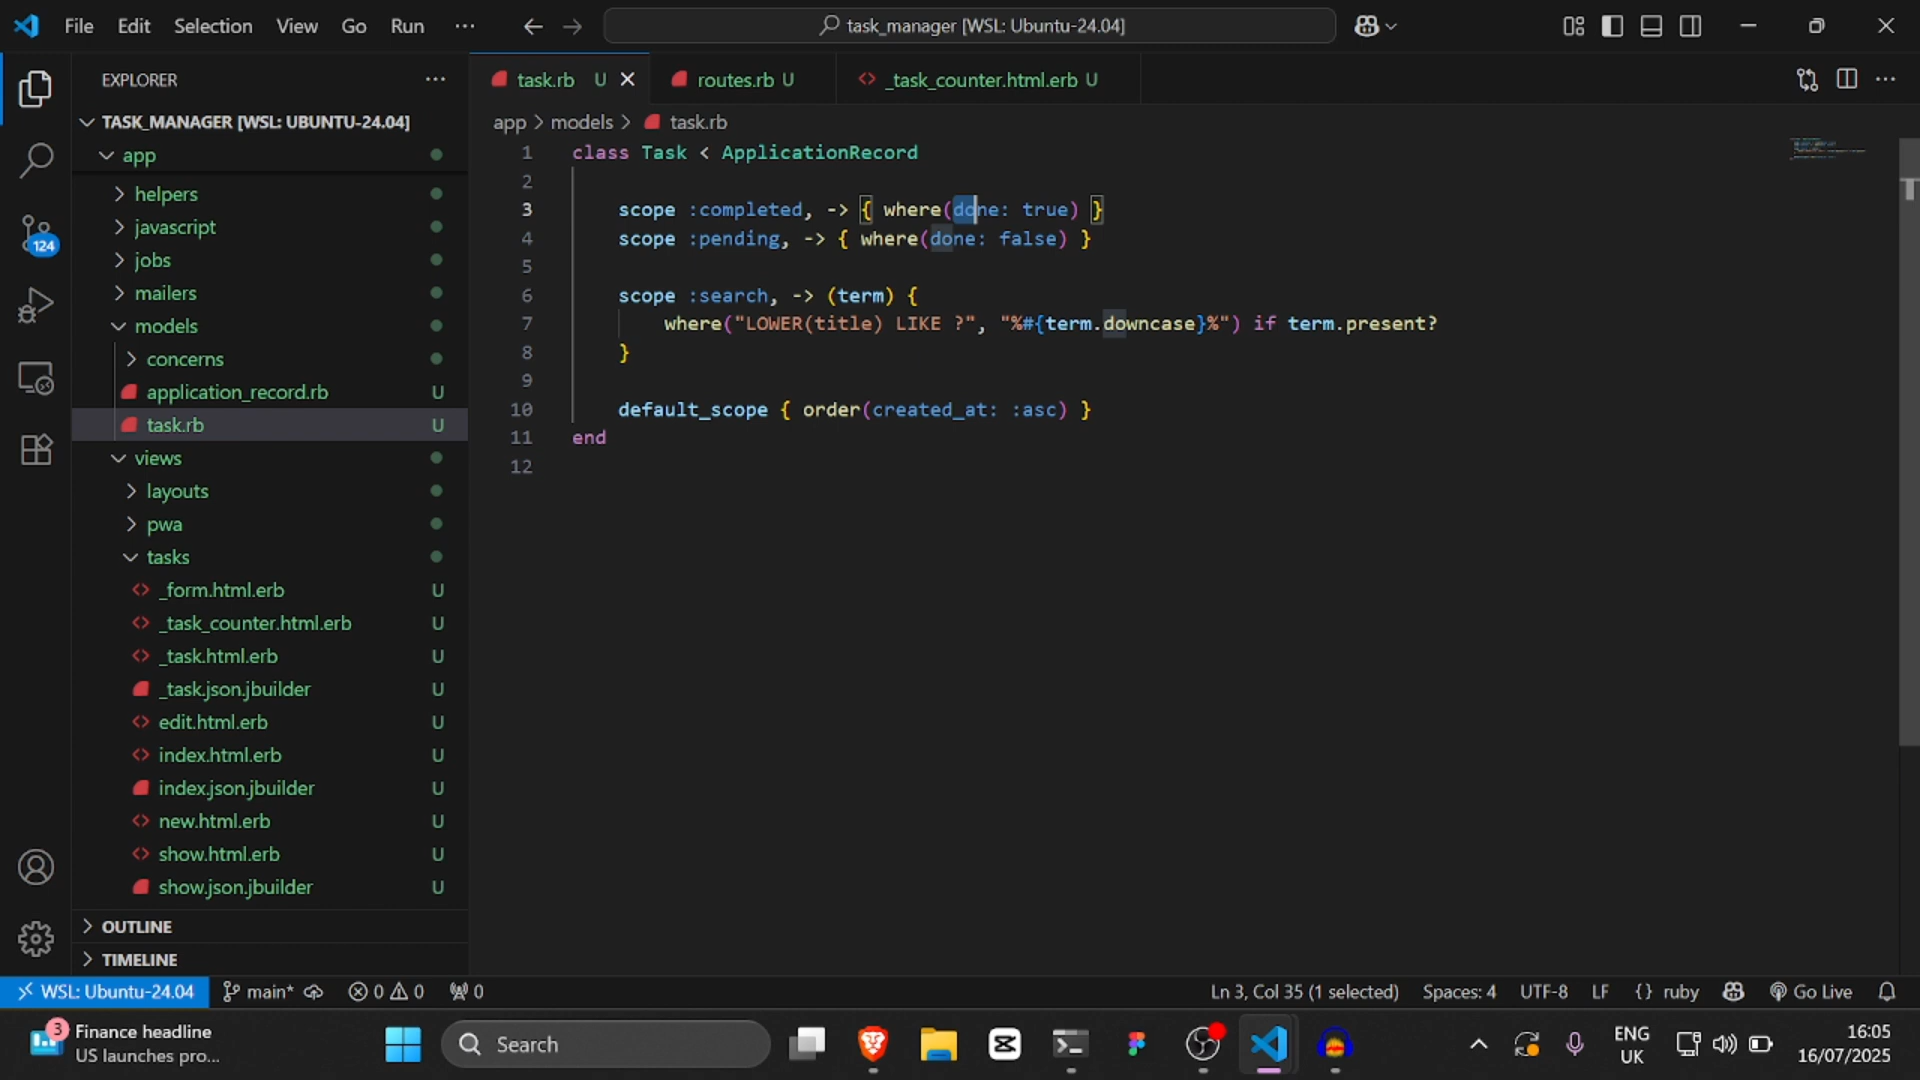 File Edit Selection View Go Run ···
task_manager [WSL: Ubuntu-24.04]
EXPLORER
TASK_MANAGER [WSL: UBUNTU-24.04]
app
helpers
javascript
jobs
mailers
models
concerns
application_record.rb U
task.rb U
views
layouts
pwa
tasks
_form.html.erb U
_task_counter.html.erb U
_task.html.erb U
_task.json.jbuilder U
edit.html.erb U
index.html.erb U
index.json.jbuilder U
new.html.erb U
show.html.erb U
show.json.jbuilder U
OUTLINE
TIMELINE
124
task.rb U
routes.rb U
_task_counter.html.erb U
app > models > task.rb
1 class Task < ApplicationRecord
2
3 scope :completed, -> { where(done: true) }
4 scope :pending, -> { where(done: false) }
5
6 scope :search, -> (term) {
7 where("LOWER(title) LIKE ?", "%#{term.downcase}%") if term.present?
8 }
9
10 default_scope { order(created_at: :asc) }
11 end
12
WSL: Ubuntu-24.04 main* 0 0 0 Ln 3, Col 35 (1 selected) Spaces: 4 UTF-8 LF {} ruby Go Live
3
Finance headline
US launches pro...
Search
ENG
UK
16:05
16/07/2025